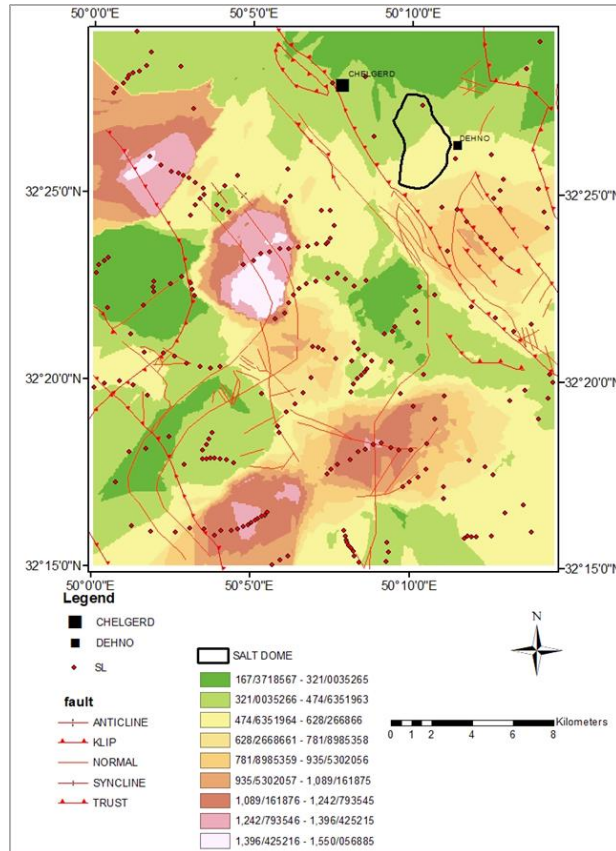 50°0'0"E 50°5'0"E 50°10'0"E
CHELGERD
DEHNO
32°25'0"N 32°25'0"N
32°20'0"N 32°20'0"N
32°15'0"N 32°15'0"N
50°0'0"E 50°5'0"E 50°10'0"E
Legend
CHELGERD
DEHNO
SL
fault
ANTICLINE
KLIP
NORMAL
SYNCLINE
TRUST
SALT DOME
167/3718567 - 321/0035265
321/0035266 - 474/6351963
474/6351964 - 628/266866
628/2668661 - 781/8985358
781/8985359 - 935/5302056
935/5302057 - 1,089/161875
1,089/161876 - 1,242/793545
1,242/793546 - 1,396/425215
1,396/425216 - 1,550/056885
N
Kilometers
0 1 2 4 6 8